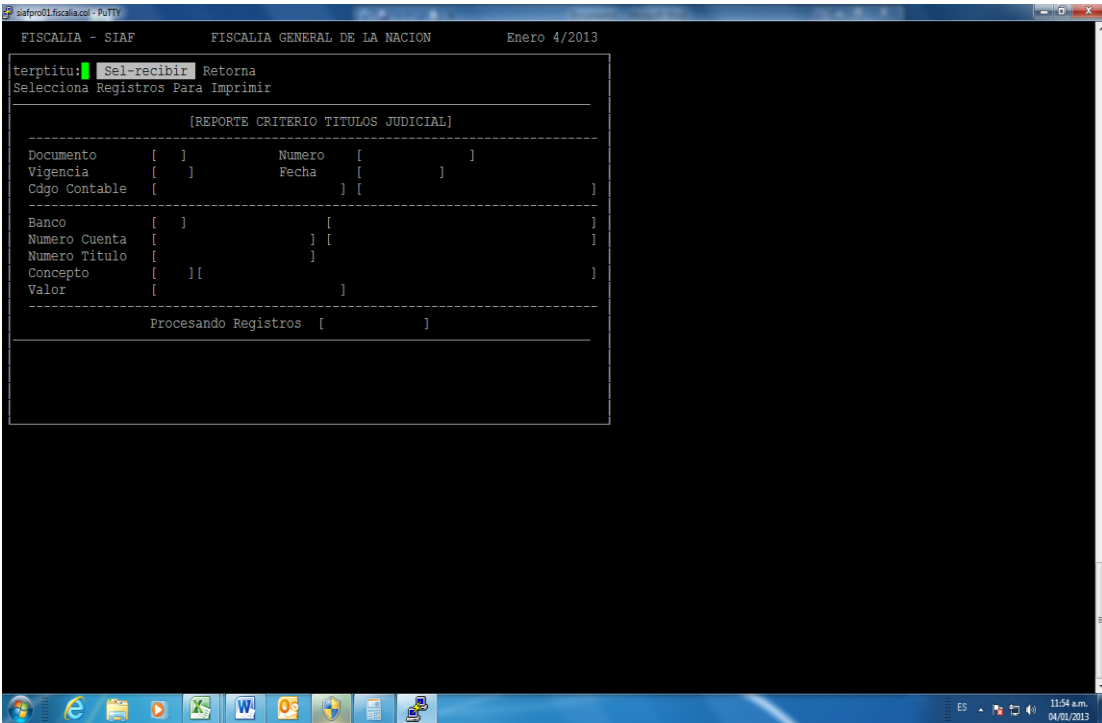 siafpro01.fiscalia.col - PuTTY
FISCALIA - SIAF FISCALIA GENERAL DE LA NACION Enero 4/2013
terptitu: Sel-recibir Retorna
Selecciona Registros Para Imprimir
[REPORTE CRITERIO TITULOS JUDICIAL]
Documento [ ] Numero [ ]
Vigencia [ ] Fecha [ ]
Cdgo Contable [ ] [ ]
Banco [ ] [ ]
Numero Cuenta [ ] [ ]
Numero Titulo [ ]
Concepto [ ][ ]
Valor [ ]
Procesando Registros [ ]
ES 11:54 a.m.
04/01/2013